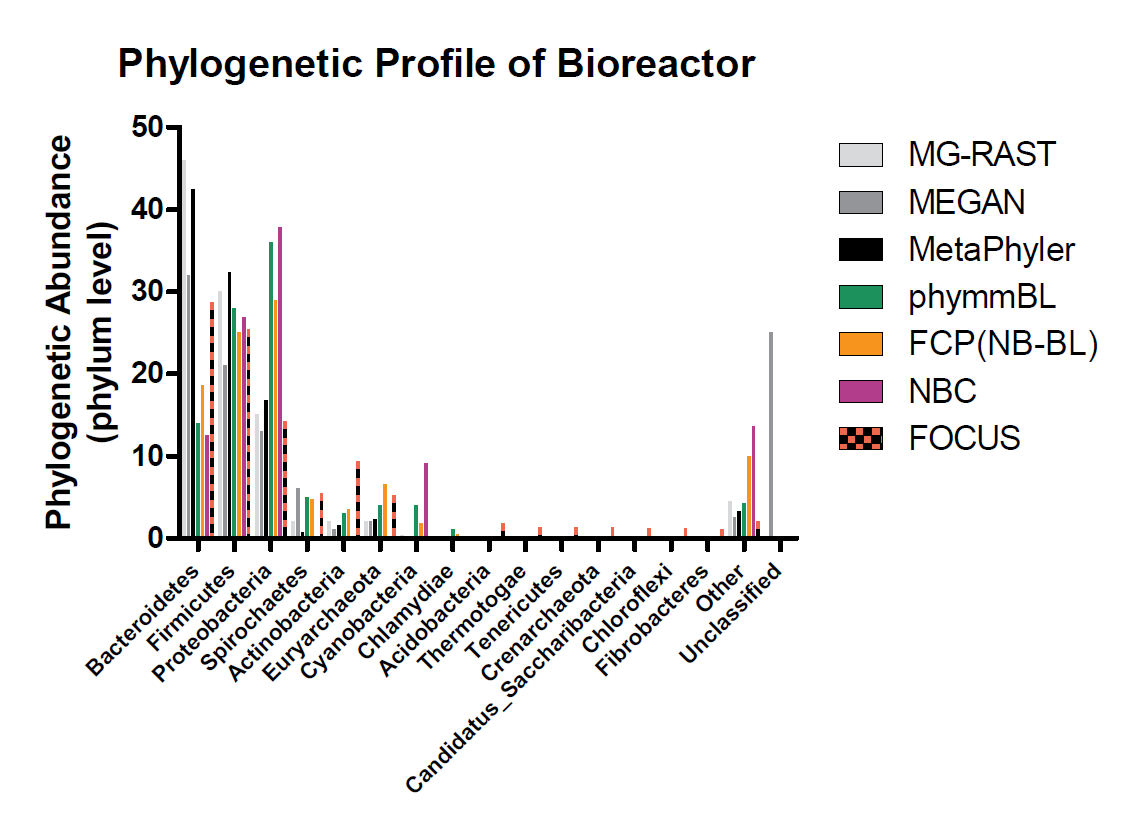 Phylogenetic Profile of Bioreactor
Phylogenetic Abundance
(phylum level)
50
40
30
20
10
0
Bacteroidetes
Firmicutes
Proteobacteria
Spirochaetes
Actinobacteria
Euryarchaeota
Cyanobacteria
Chlamydiae
Acidobacteria
Thermotogae
Tenericutes
Crenarchaeota
Candidatus_Saccharibacteria
Chloroflexi
Fibrobacteres
Other
Unclassified
MG-RAST
MEGAN
MetaPhyler
phymmBL
FCP(NB-BL)
NBC
FOCUS